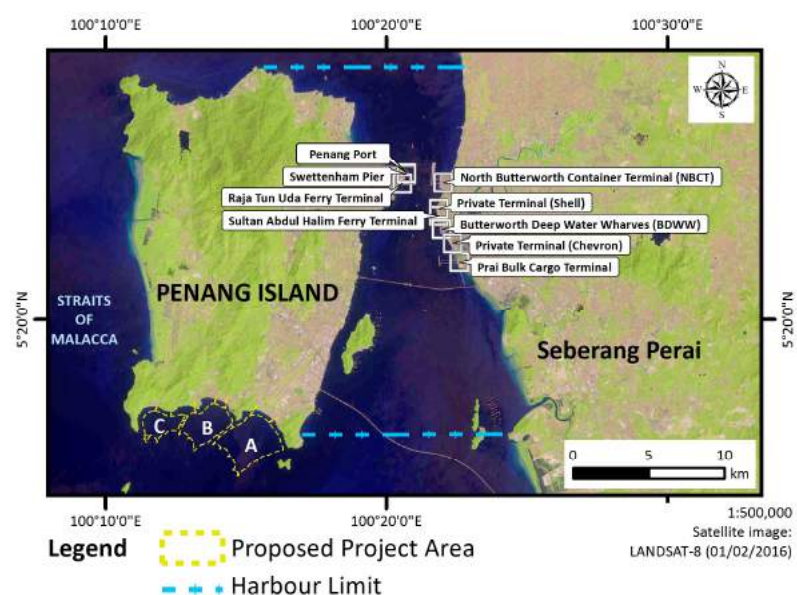 100°10'0"E
100°20'0"E
100°30'0"E
N
W
E
S
Penang Port
Swettenham Pier
North Butterworth Container Terminal (NBCT)
Raja Tun Uda Ferry Terminal
Private Terminal (Shell)
Sultan Abdul Halim Ferry Terminal
Butterworth Deep Water Wharves (BDWW)
Private Terminal (Chevron)
Prai Bulk Cargo Terminal
PENANG ISLAND
STRAITS
OF
MALACCA
5°20'0"N
5°20'0"N
Seberang Perai
C
B
A
0
5
10
km
100°10'0"E
100°20'0"E
1:500,000
Satellite image:
LANDSAT-8 (01/02/2016)
Legend
Proposed Project Area
Harbour Limit